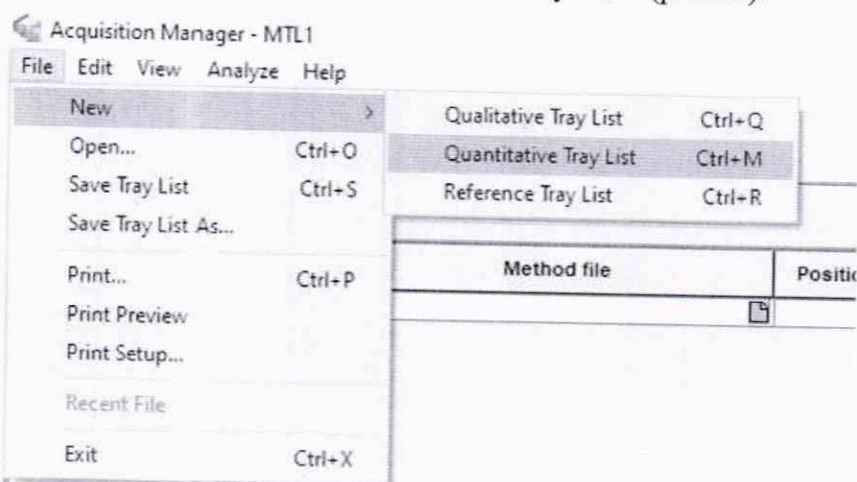 Acquisition Manager - MTL1
File Edit View Analyze Help
New >
Qualitative Tray List Ctrl+Q
Open... Ctrl+O
Quantitative Tray List Ctrl+M
Save Tray List Ctrl+S
Reference Tray List Ctrl+R
Save Tray List As...
Print... Ctrl+P
Method file
Print Preview
Print Setup...
Recent File
Exit Ctrl+X